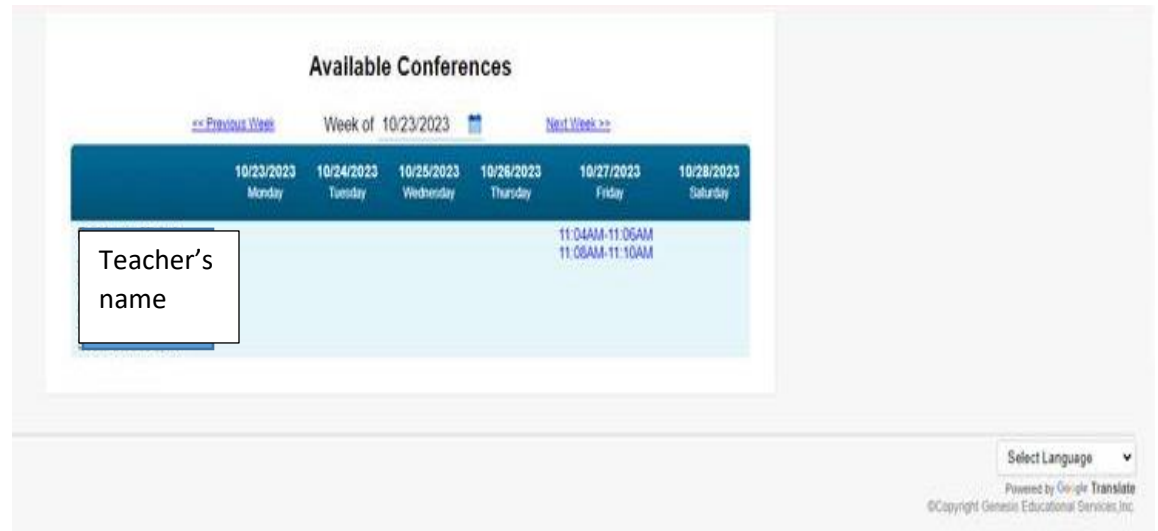 Available Conferences
<< Previous Week Week of 10/23/2023 Next Week >>
10/23/2023 10/24/2023 10/25/2023 10/26/2023 10/27/2023 10/28/2023
Monday Tuesday Wednesday Thursday Friday Saturday
11:04AM-11:06AM
11:08AM-11:10AM
Teacher's
name
Select Language
Powered by Google Translate
©Copyright Genesis Educational Services, Inc.